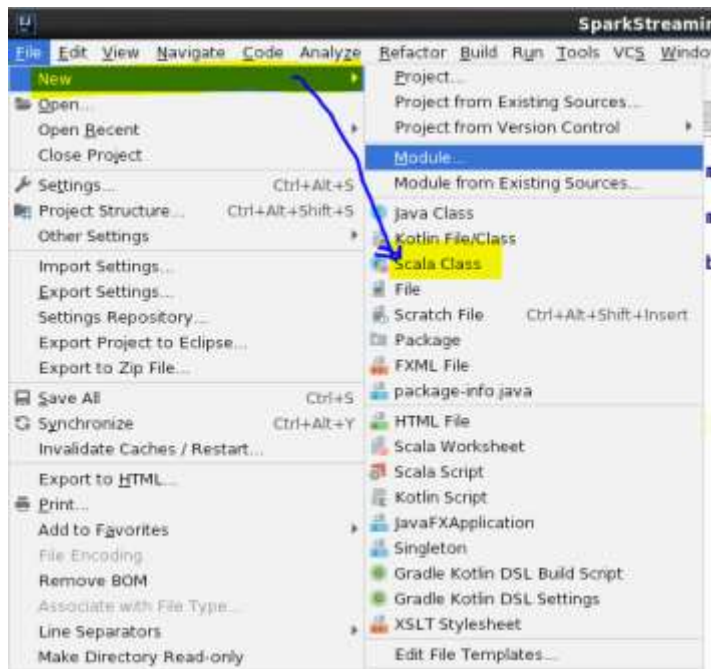 SparkStreamin
File Edit View Navigate Code Analyze Refactor Build Run Tools VCS Windo
New
Open...
Open Recent
Close Project
Settings... Ctrl+Alt+S
Project Structure... Ctrl+Alt+Shift+S
Other Settings
Import Settings...
Export Settings...
Settings Repository...
Export Project to Eclipse...
Export to Zip File...
Save All Ctrl+S
Synchronize Ctrl+Alt+Y
Invalidate Caches / Restart...
Export to HTML...
Print...
Add to Favorites
File Encoding
Remove BOM
Associate with File Type...
Line Separators
Make Directory Read-only
Project...
Project from Existing Sources...
Project from Version Control
Module...
Module from Existing Sources...
Java Class
Kotlin File/Class
Scala Class
File
Scratch File Ctrl+Alt+Shift+Insert
Package
FXML File
package-info.java
HTML File
Scala Worksheet
Scala Script
Kotlin Script
JavaFXApplication
Singleton
Gradle Kotlin DSL Build Script
Gradle Kotlin DSL Settings
XSLT Stylesheet
Edit File Templates...